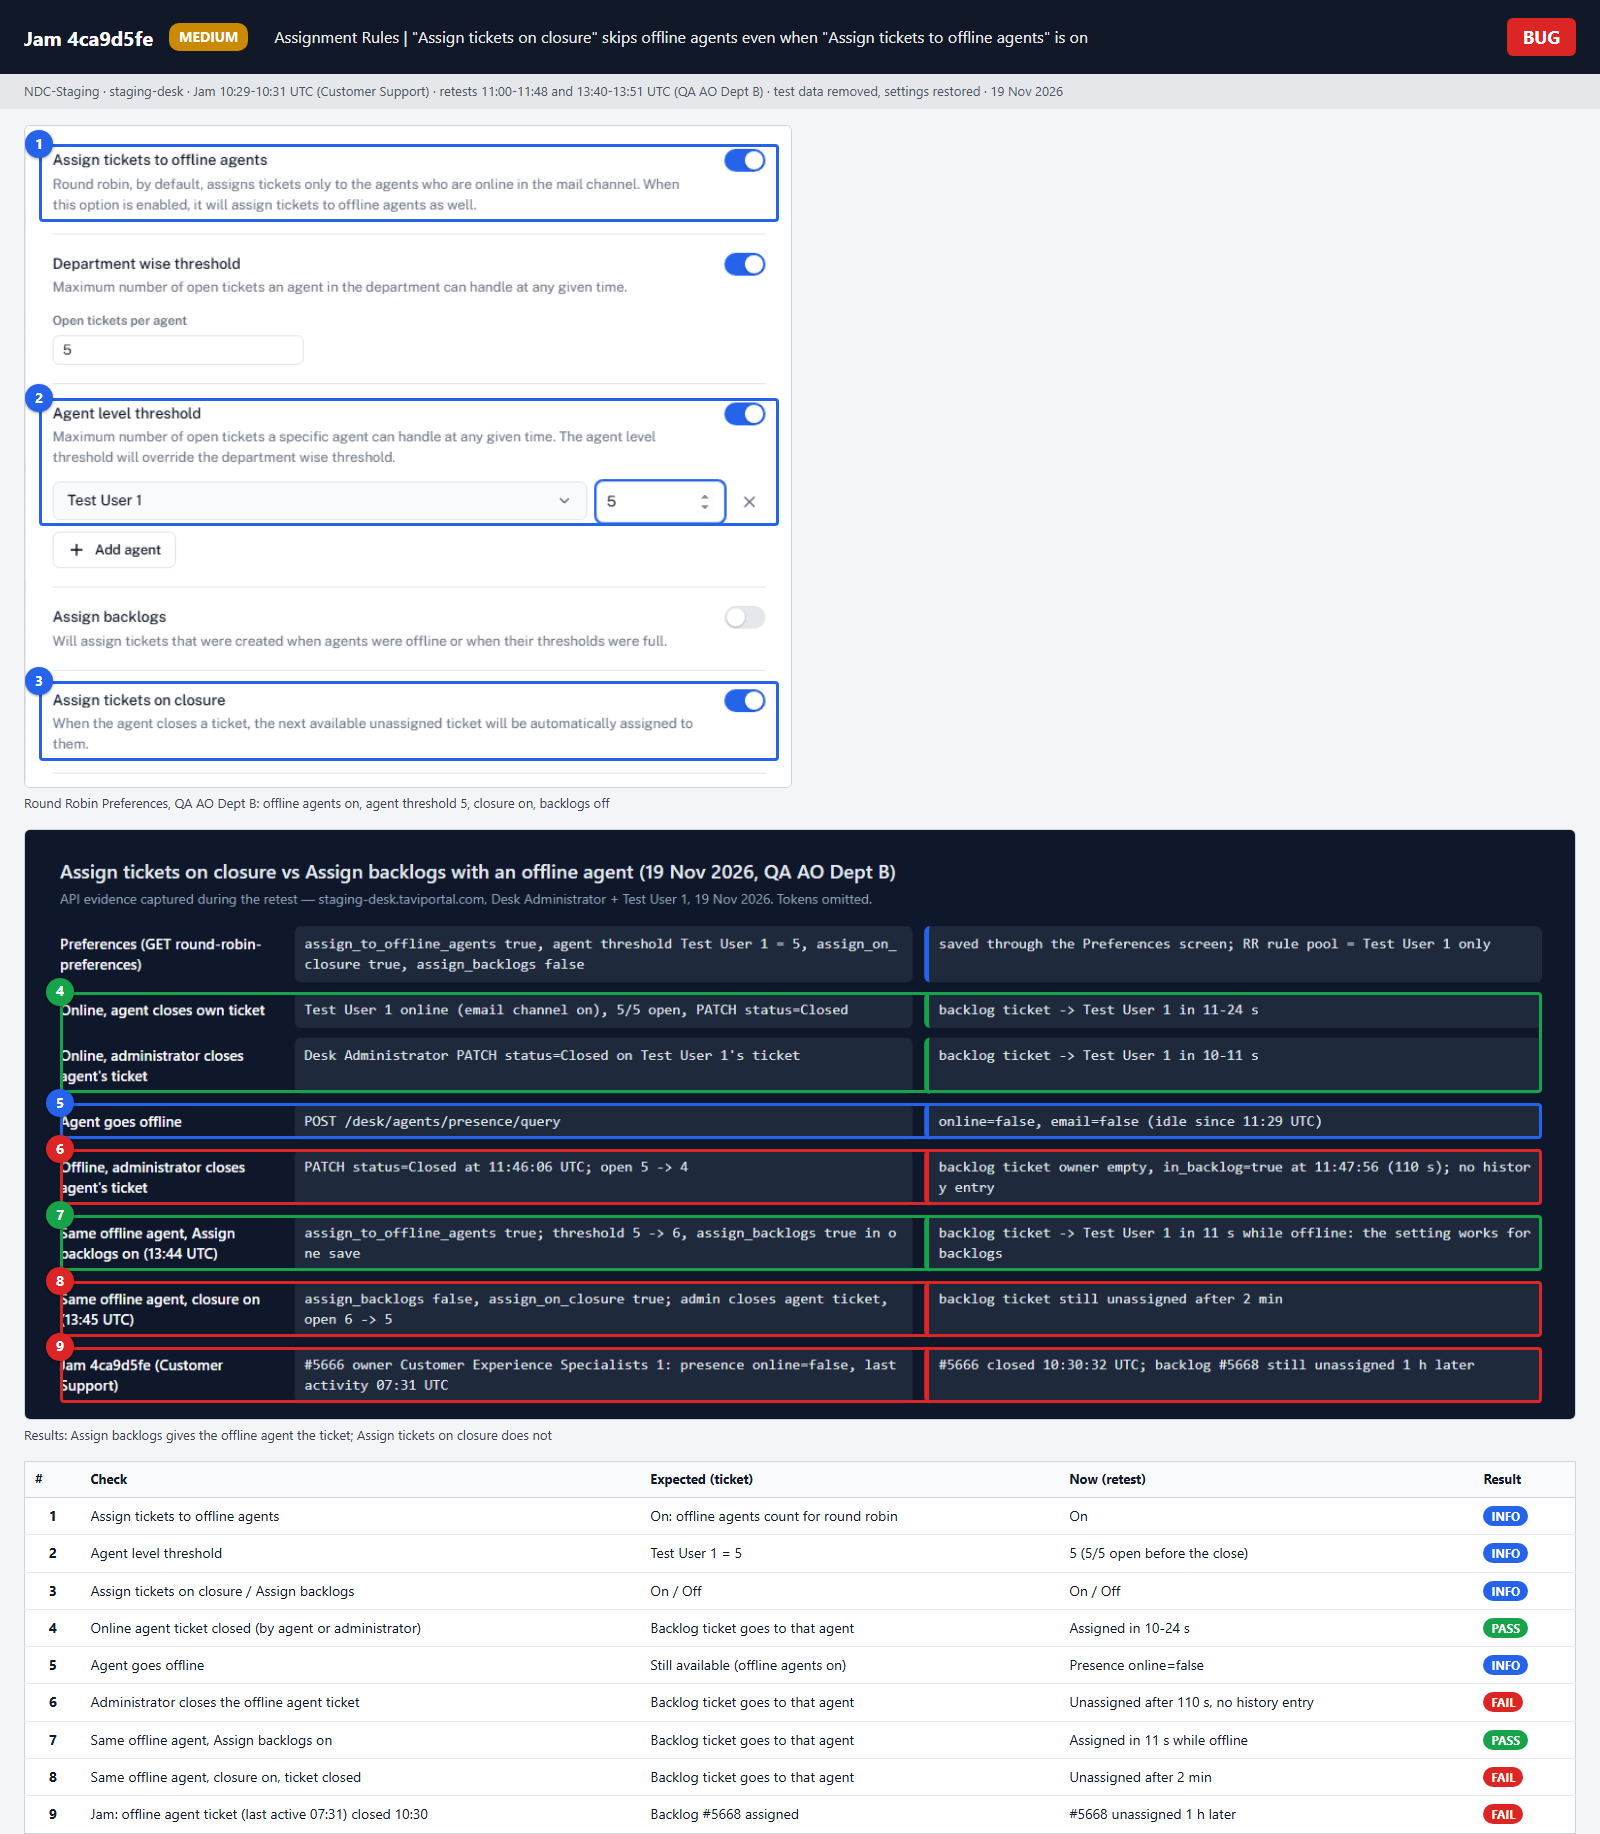 Jam 4ca9d5fe MEDIUM Assignment Rules | "Assign tickets on closure" skips offline agents even when "Assign tickets to offline agents" is on BUG
NDC-Staging · staging-desk · Jam 10:29-10:31 UTC (Customer Support) · retests 11:00-11:48 and 13:40-13:51 UTC (QA AO Dept B) · test data removed, settings restored · 19 Nov 2026
1
Assign tickets to offline agents
Round robin, by default, assigns tickets only to the agents who are online in the mail channel. When
this option is enabled, it will assign tickets to offline agents as well.
Department wise threshold
Maximum number of open tickets an agent in the department can handle at any given time.
Open tickets per agent
5
2
Agent level threshold
Maximum number of open tickets a specific agent can handle at any given time. The agent level
threshold will override the department wise threshold.
Test User 1 5
Add agent
Assign backlogs
Will assign tickets that were created when agents were offline or when their thresholds were full.
3
Assign tickets on closure
When the agent closes a ticket, the next available unassigned ticket will be automatically assigned to
them.
Round Robin Preferences, QA AO Dept B: offline agents on, agent threshold 5, closure on, backlogs off
Assign tickets on closure vs Assign backlogs with an offline agent (19 Nov 2026, QA AO Dept B)
API evidence captured during the retest — staging-desk.taviportal.com, Desk Administrator + Test User 1, 19 Nov 2026. Tokens omitted.
Preferences (GET round-robin- assign_to_offline_agents true, agent threshold Test User 1 = 5, assign_on_ saved through the Preferences screen; RR rule pool = Test User 1 only
preferences) closure true, assign_backlogs false
4
Online, agent closes own ticket Test User 1 online (email channel on), 5/5 open, PATCH status=Closed backlog ticket -> Test User 1 in 11-24 s
Online, administrator closes Desk Administrator PATCH status=Closed on Test User 1's ticket backlog ticket -> Test User 1 in 10-11 s
agent's ticket
5
Agent goes offline POST /desk/agents/presence/query online=false, email=false (idle since 11:29 UTC)
6
Offline, administrator closes PATCH status=Closed at 11:46:06 UTC; open 5 -> 4 backlog ticket owner empty, in_backlog=true at 11:47:56 (110 s); no histor
agent's ticket y entry
7
Same offline agent, Assign assign_to_offline_agents true; threshold 5 -> 6, assign_backlogs true in o backlog ticket -> Test User 1 in 11 s while offline: the setting works for
backlogs on (13:44 UTC) ne save backlogs
8
Same offline agent, closure on assign_backlogs false, assign_on_closure true; admin closes agent ticket, backlog ticket still unassigned after 2 min
(13:45 UTC) open 6 -> 5
9
Jam 4ca9d5fe (Customer #5666 owner Customer Experience Specialists 1: presence online=false, last #5666 closed 10:30:32 UTC; backlog #5668 still unassigned 1 h later
Support) activity 07:31 UTC
Results: Assign backlogs gives the offline agent the ticket; Assign tickets on closure does not
# Check Expected (ticket) Now (retest) Result
1 Assign tickets to offline agents On: offline agents count for round robin On INFO
2 Agent level threshold Test User 1 = 5 5 (5/5 open before the close) INFO
3 Assign tickets on closure / Assign backlogs On / Off On / Off INFO
4 Online agent ticket closed (by agent or administrator) Backlog ticket goes to that agent Assigned in 10-24 s PASS
5 Agent goes offline Still available (offline agents on) Presence online=false INFO
6 Administrator closes the offline agent ticket Backlog ticket goes to that agent Unassigned after 110 s, no history entry FAIL
7 Same offline agent, Assign backlogs on Backlog ticket goes to that agent Assigned in 11 s while offline PASS
8 Same offline agent, closure on, ticket closed Backlog ticket goes to that agent Unassigned after 2 min FAIL
9 Jam: offline agent ticket (last active 07:31) closed 10:30 Backlog #5668 assigned #5668 unassigned 1 h later FAIL